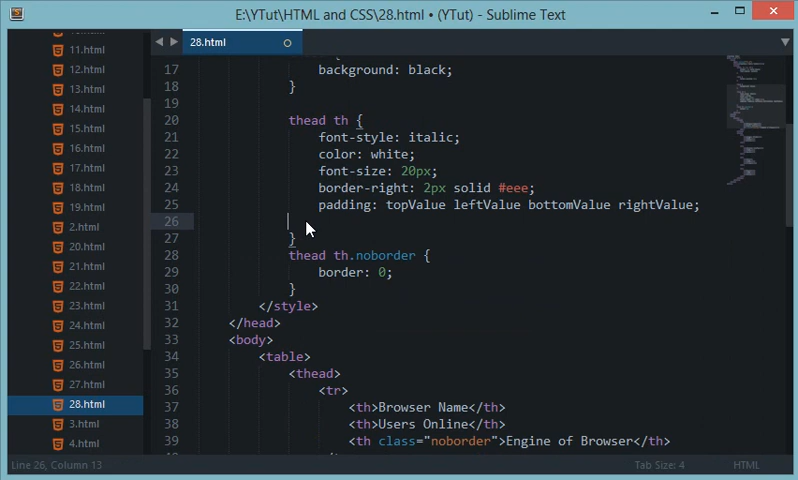 E:\YTut\HTML and CSS\28.html • (YTut) - Sublime Text
11.html
12.html
13.html
14.html
15.html
16.html
17.html
18.html
19.html
2.html
20.html
21.html
22.html
23.html
24.html
25.html
26.html
27.html
28.html
3.html
4.html
28.html
17 background: black;
18 }
19
20 thead th {
21 font-style: italic;
22 color: white;
23 font-size: 20px;
24 border-right: 2px solid #eee;
25 padding: topValue leftValue bottomValue rightValue;
26
27 }
28 thead th.noborder {
29 border: 0;
30 }
31 </style>
32 </head>
33 <body>
34 <table>
35 <thead>
36 <tr>
37 <th>Browser Name</th>
38 <th>Users Online</th>
39 <th class="noborder">Engine of Browser</th>
Line 26, Column 13
Tab Size: 4
HTML